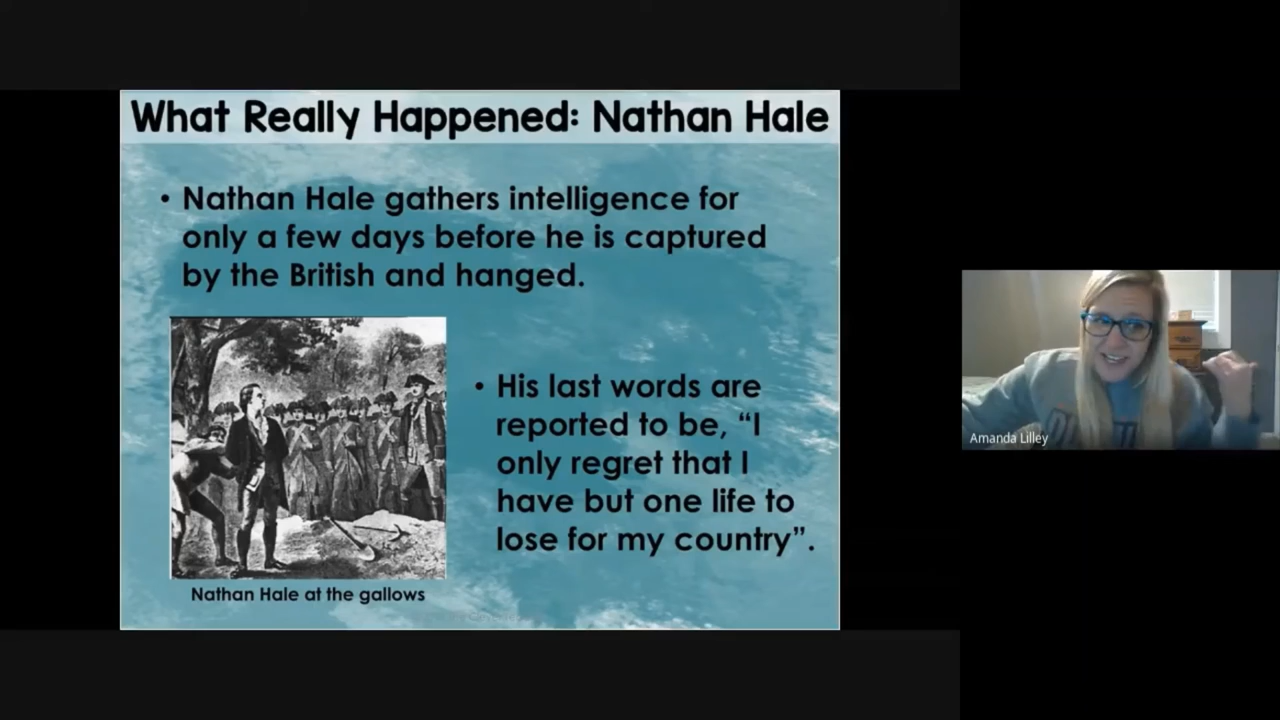 What Really Happened: Nathan Hale
• Nathan Hale gathers intelligence for
only a few days before he is captured
by the British and hanged.
• His last words are
reported to be, “I
only regret that I
have but one life to
lose for my country”.
Nathan Hale at the gallows
Amanda Lilley